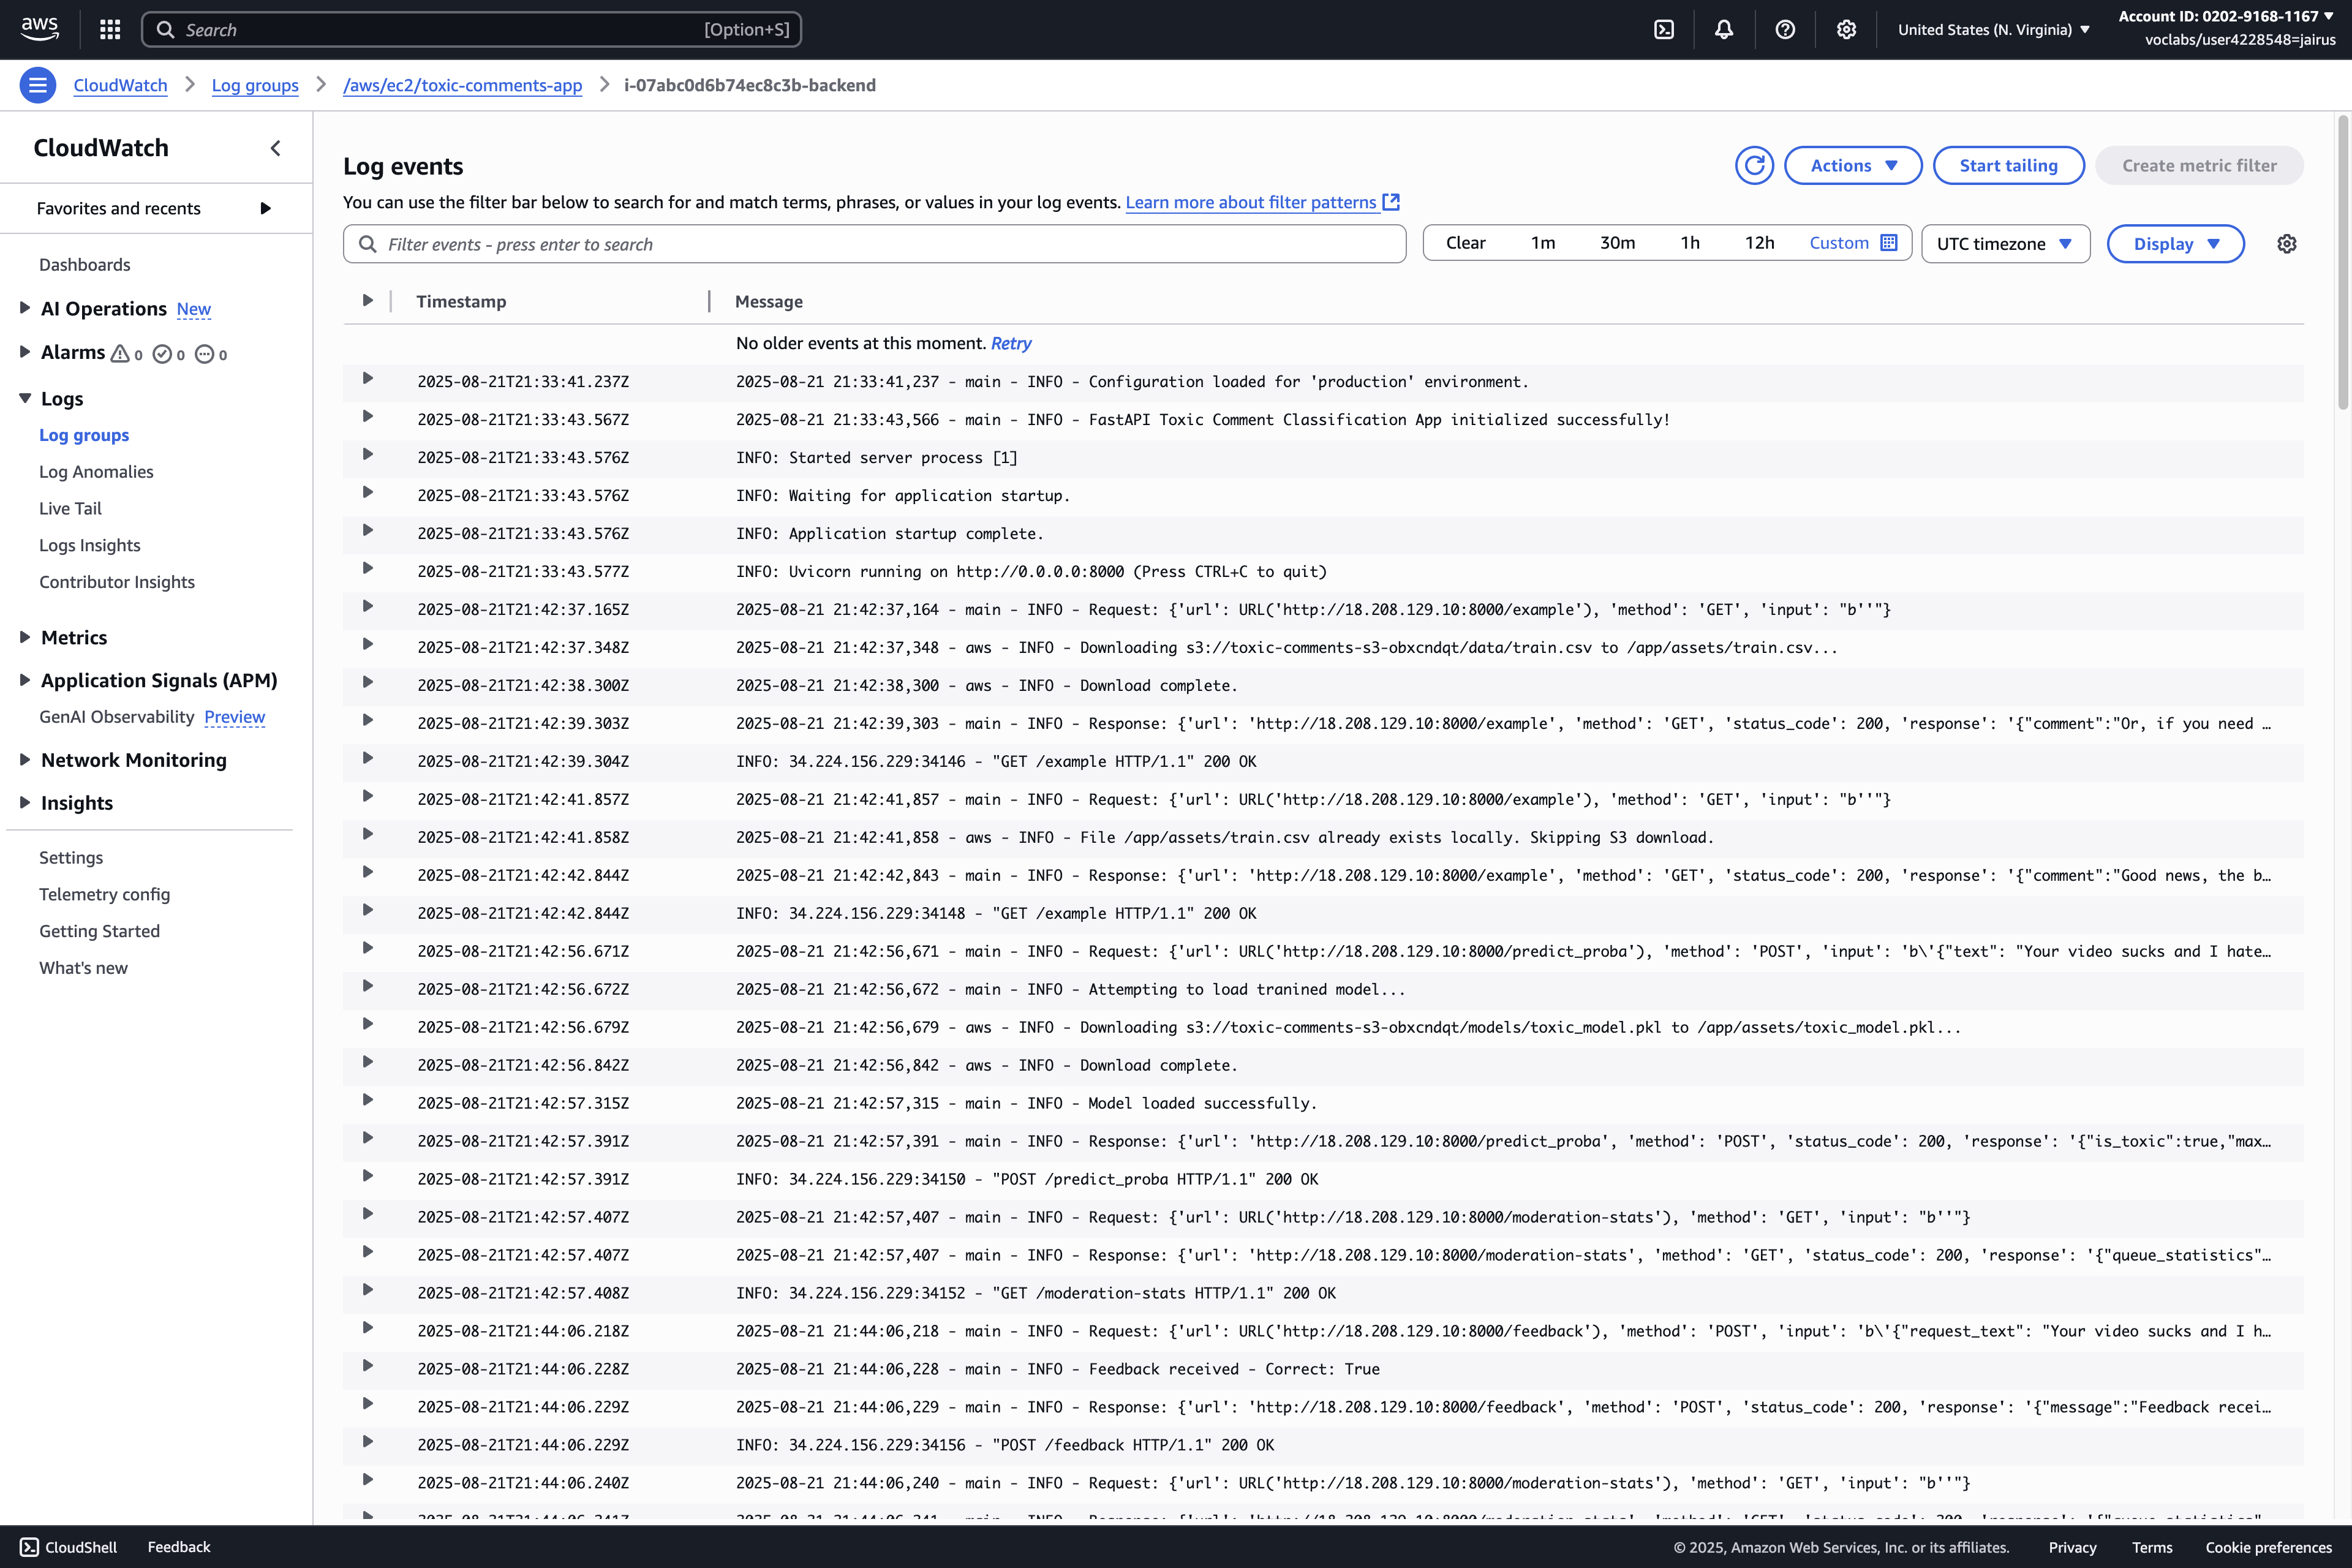 aws
Search [Option+S]
United States (N. Virginia)
Account ID: 0202-9168-1167
voclabs/user4228548=jairus
CloudWatch
Log groups
/aws/ec2/toxic-comments-app
i-07abc0d6b74ec8c3b-backend
CloudWatch
Favorites and recents
Dashboards
AI Operations New
Alarms 0 0 0
Logs
Log groups
Log Anomalies
Live Tail
Logs Insights
Contributor Insights
Metrics
Application Signals (APM)
GenAI Observability Preview
Network Monitoring
Insights
Settings
Telemetry config
Getting Started
What's new
Log events
Actions
Start tailing
Create metric filter
You can use the filter bar below to search for and match terms, phrases, or values in your log events. Learn more about filter patterns
Filter events - press enter to search
Clear 1m 30m 1h 12h Custom
UTC timezone
Display
Timestamp Message
No older events at this moment. Retry
2025-08-21T21:33:41.237Z 2025-08-21 21:33:41,237 - main - INFO - Configuration loaded for 'production' environment.
2025-08-21T21:33:43.567Z 2025-08-21 21:33:43,566 - main - INFO - FastAPI Toxic Comment Classification App initialized successfully!
2025-08-21T21:33:43.576Z INFO: Started server process [1]
2025-08-21T21:33:43.576Z INFO: Waiting for application startup.
2025-08-21T21:33:43.576Z INFO: Application startup complete.
2025-08-21T21:33:43.577Z INFO: Uvicorn running on http://0.0.0.0:8000 (Press CTRL+C to quit)
2025-08-21T21:42:37.165Z 2025-08-21 21:42:37,164 - main - INFO - Request: {'url': URL('http://18.208.129.10:8000/example'), 'method': 'GET', 'input': "b''"}
2025-08-21T21:42:37.348Z 2025-08-21 21:42:37,348 - aws - INFO - Downloading s3://toxic-comments-s3-obxcndqt/data/train.csv to /app/assets/train.csv...
2025-08-21T21:42:38.300Z 2025-08-21 21:42:38,300 - aws - INFO - Download complete.
2025-08-21T21:42:39.303Z 2025-08-21 21:42:39,303 - main - INFO - Response: {'url': 'http://18.208.129.10:8000/example', 'method': 'GET', 'status_code': 200, 'response': '{"comment":"Or, if you need …
2025-08-21T21:42:39.304Z INFO: 34.224.156.229:34146 - "GET /example HTTP/1.1" 200 OK
2025-08-21T21:42:41.857Z 2025-08-21 21:42:41,857 - main - INFO - Request: {'url': URL('http://18.208.129.10:8000/example'), 'method': 'GET', 'input': "b''"}
2025-08-21T21:42:41.858Z 2025-08-21 21:42:41,858 - aws - INFO - File /app/assets/train.csv already exists locally. Skipping S3 download.
2025-08-21T21:42:42.844Z 2025-08-21 21:42:42,843 - main - INFO - Response: {'url': 'http://18.208.129.10:8000/example', 'method': 'GET', 'status_code': 200, 'response': '{"comment":"Good news, the b…
2025-08-21T21:42:42.844Z INFO: 34.224.156.229:34148 - "GET /example HTTP/1.1" 200 OK
2025-08-21T21:42:56.671Z 2025-08-21 21:42:56,671 - main - INFO - Request: {'url': URL('http://18.208.129.10:8000/predict_proba'), 'method': 'POST', 'input': 'b\'{"text": "Your video sucks and I hate…
2025-08-21T21:42:56.672Z 2025-08-21 21:42:56,672 - main - INFO - Attempting to load tranined model...
2025-08-21T21:42:56.679Z 2025-08-21 21:42:56,679 - aws - INFO - Downloading s3://toxic-comments-s3-obxcndqt/models/toxic_model.pkl to /app/assets/toxic_model.pkl...
2025-08-21T21:42:56.842Z 2025-08-21 21:42:56,842 - aws - INFO - Download complete.
2025-08-21T21:42:57.315Z 2025-08-21 21:42:57,315 - main - INFO - Model loaded successfully.
2025-08-21T21:42:57.391Z 2025-08-21 21:42:57,391 - main - INFO - Response: {'url': 'http://18.208.129.10:8000/predict_proba', 'method': 'POST', 'status_code': 200, 'response': '{"is_toxic":true,"max…
2025-08-21T21:42:57.391Z INFO: 34.224.156.229:34150 - "POST /predict_proba HTTP/1.1" 200 OK
2025-08-21T21:42:57.407Z 2025-08-21 21:42:57,407 - main - INFO - Request: {'url': URL('http://18.208.129.10:8000/moderation-stats'), 'method': 'GET', 'input': "b''"}
2025-08-21T21:42:57.407Z 2025-08-21 21:42:57,407 - main - INFO - Response: {'url': 'http://18.208.129.10:8000/moderation-stats', 'method': 'GET', 'status_code': 200, 'response': '{"queue_statistics"…
2025-08-21T21:42:57.408Z INFO: 34.224.156.229:34152 - "GET /moderation-stats HTTP/1.1" 200 OK
2025-08-21T21:44:06.218Z 2025-08-21 21:44:06,218 - main - INFO - Request: {'url': URL('http://18.208.129.10:8000/feedback'), 'method': 'POST', 'input': 'b\'{"request_text": "Your video sucks and I h…
2025-08-21T21:44:06.228Z 2025-08-21 21:44:06,228 - main - INFO - Feedback received - Correct: True
2025-08-21T21:44:06.229Z 2025-08-21 21:44:06,229 - main - INFO - Response: {'url': 'http://18.208.129.10:8000/feedback', 'method': 'POST', 'status_code': 200, 'response': '{"message":"Feedback recei…
2025-08-21T21:44:06.229Z INFO: 34.224.156.229:34156 - "POST /feedback HTTP/1.1" 200 OK
2025-08-21T21:44:06.240Z 2025-08-21 21:44:06,240 - main - INFO - Request: {'url': URL('http://18.208.129.10:8000/moderation-stats'), 'method': 'GET', 'input': "b''"}
CloudShell Feedback
© 2025, Amazon Web Services, Inc. or its affiliates. Privacy Terms Cookie preferences